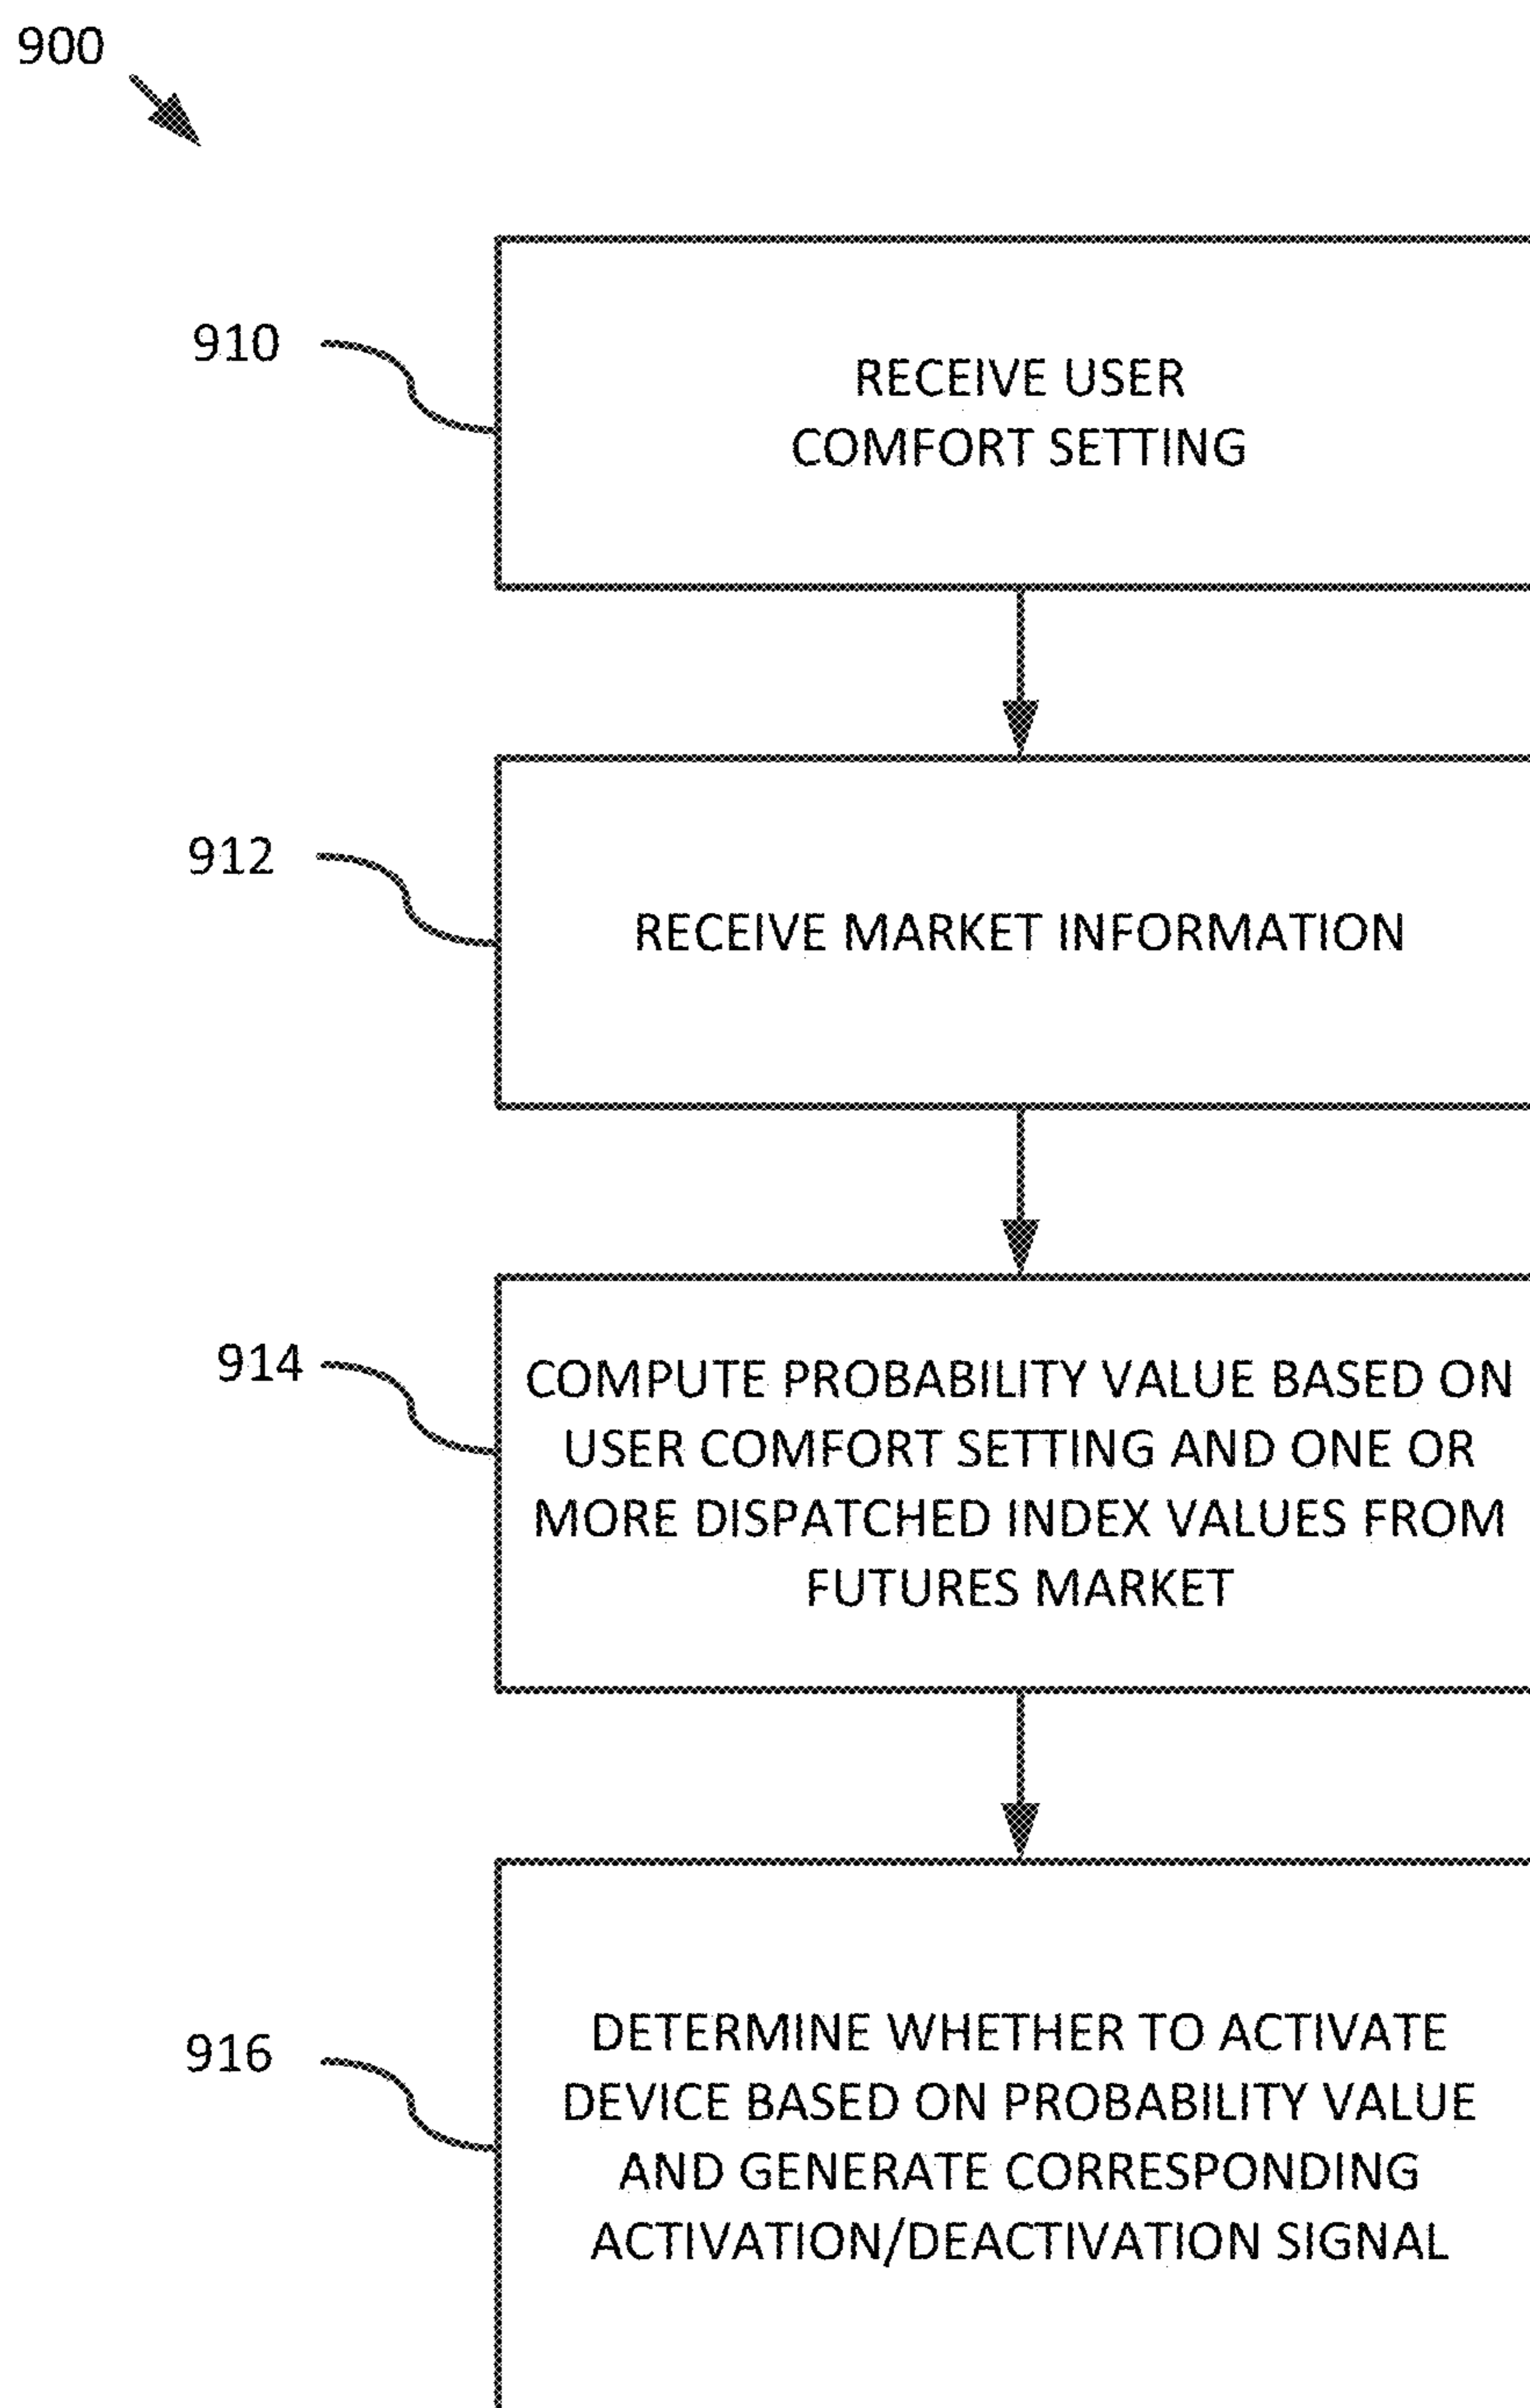 900
910
RECEIVE USER
COMFORT SETTING
912
RECEIVE MARKET INFORMATION
914
COMPUTE PROBABILITY VALUE BASED ON
USER COMFORT SETTING AND ONE OR
MORE DISPATCHED INDEX VALUES FROM
FUTURES MARKET
916
DETERMINE WHETHER TO ACTIVATE
DEVICE BASED ON PROBABILITY VALUE
AND GENERATE CORRESPONDING
ACTIVATION/DEACTIVATION SIGNAL